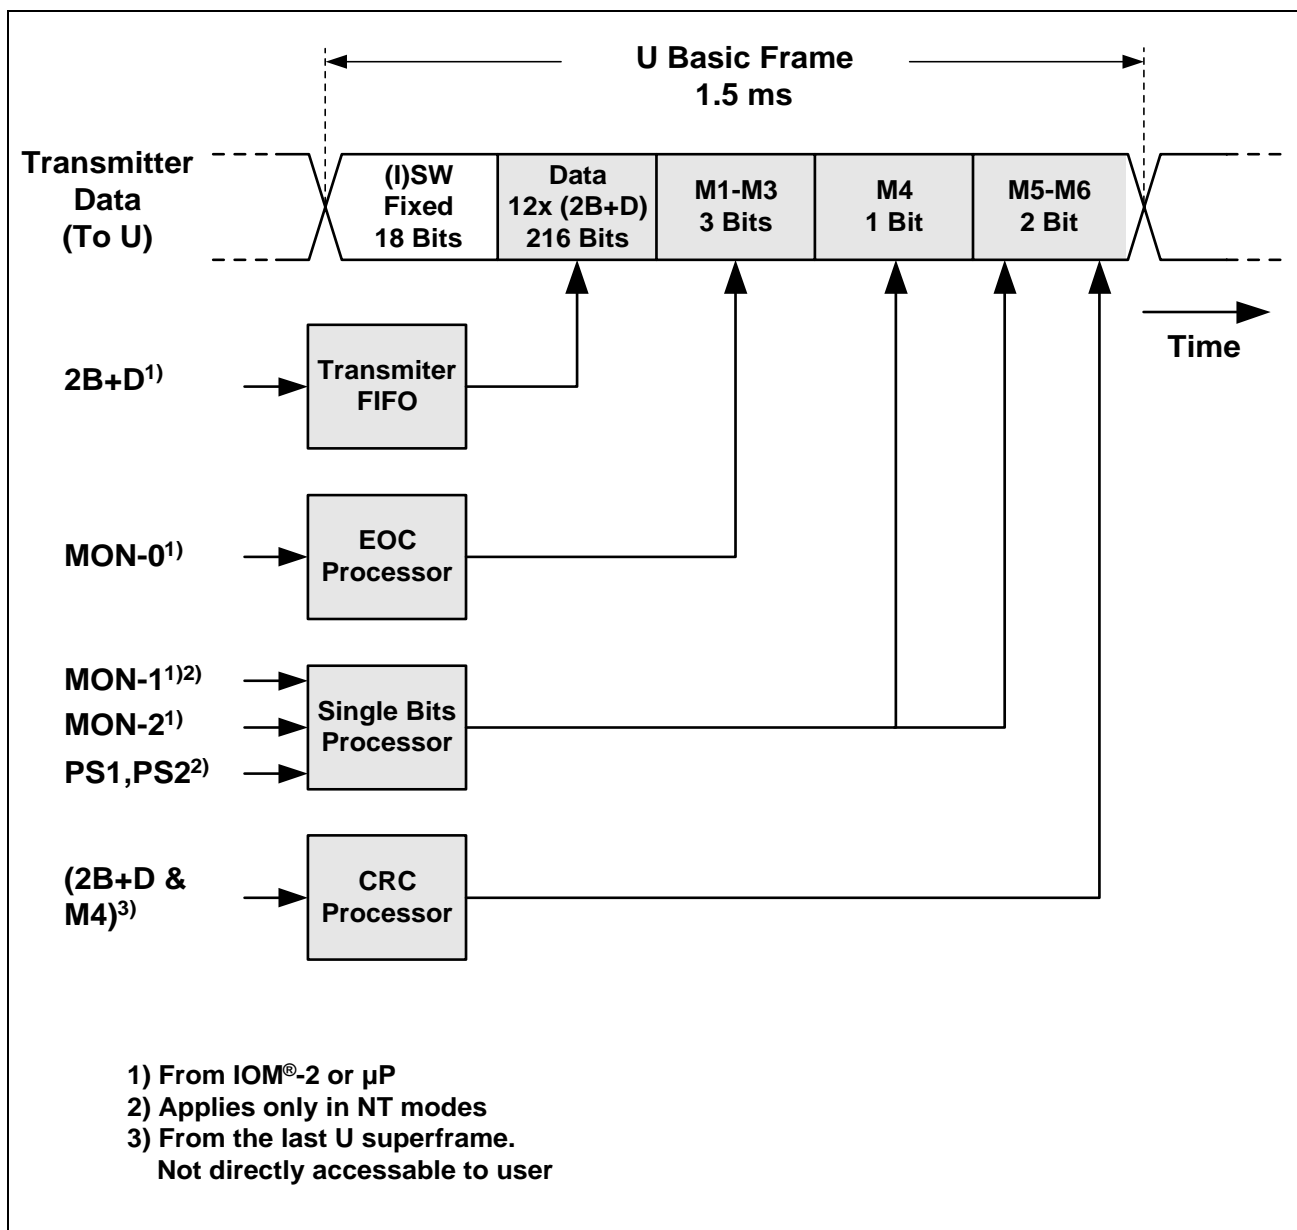 U Basic Frame
1.5 ms
Transmitter
Data
(To U)
(I)SW
Fixed
18 Bits
Data
12x (2B+D)
216 Bits
M1-M3
3 Bits
M4
1 Bit
M5-M6
2 Bit
Time
2B+D1)
Transmiter
FIFO
MON-01)
EOC
Processor
MON-11)2)
MON-21)
PS1,PS22)
Single Bits
Processor
(2B+D &
M4)3)
CRC
Processor
1) From IOM®-2 or µP
2) Applies only in NT modes
3) From the last U superframe.
Not directly accessable to user